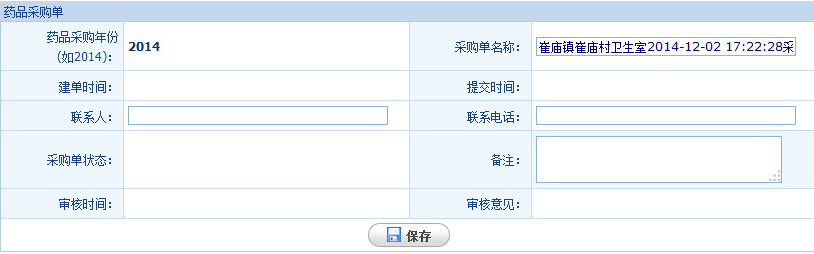 药品采购单
药品采购年份
(如2014):
2014
采购单名称:
崔庙镇崔庙村卫生室2014-12-02 17:22:28采
建单时间:
提交时间:
联系人:
联系电话:
采购单状态:
备注:
审核时间:
审核意见:
保存